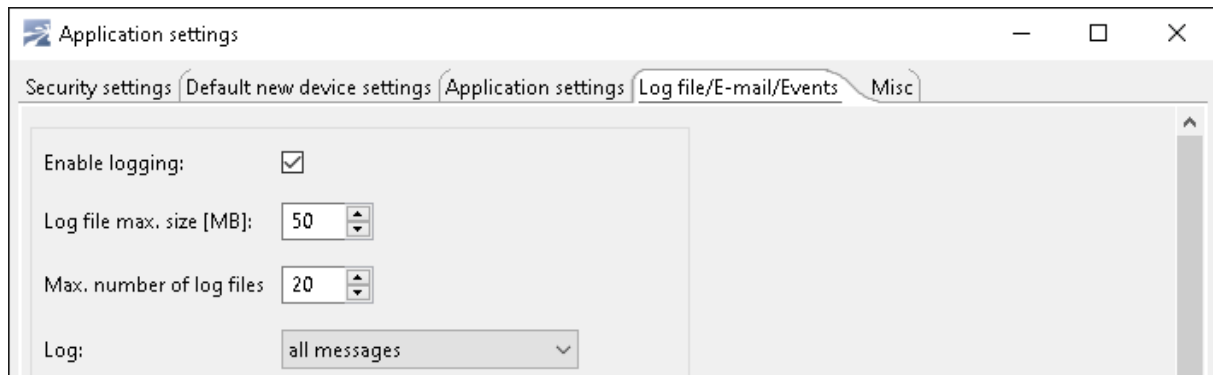 Application settings
Security settings Default new device settings Application settings Log file/E-mail/Events Misc
Enable logging:
Log file max. size [MB]: 50
Max. number of log files 20
Log: all messages